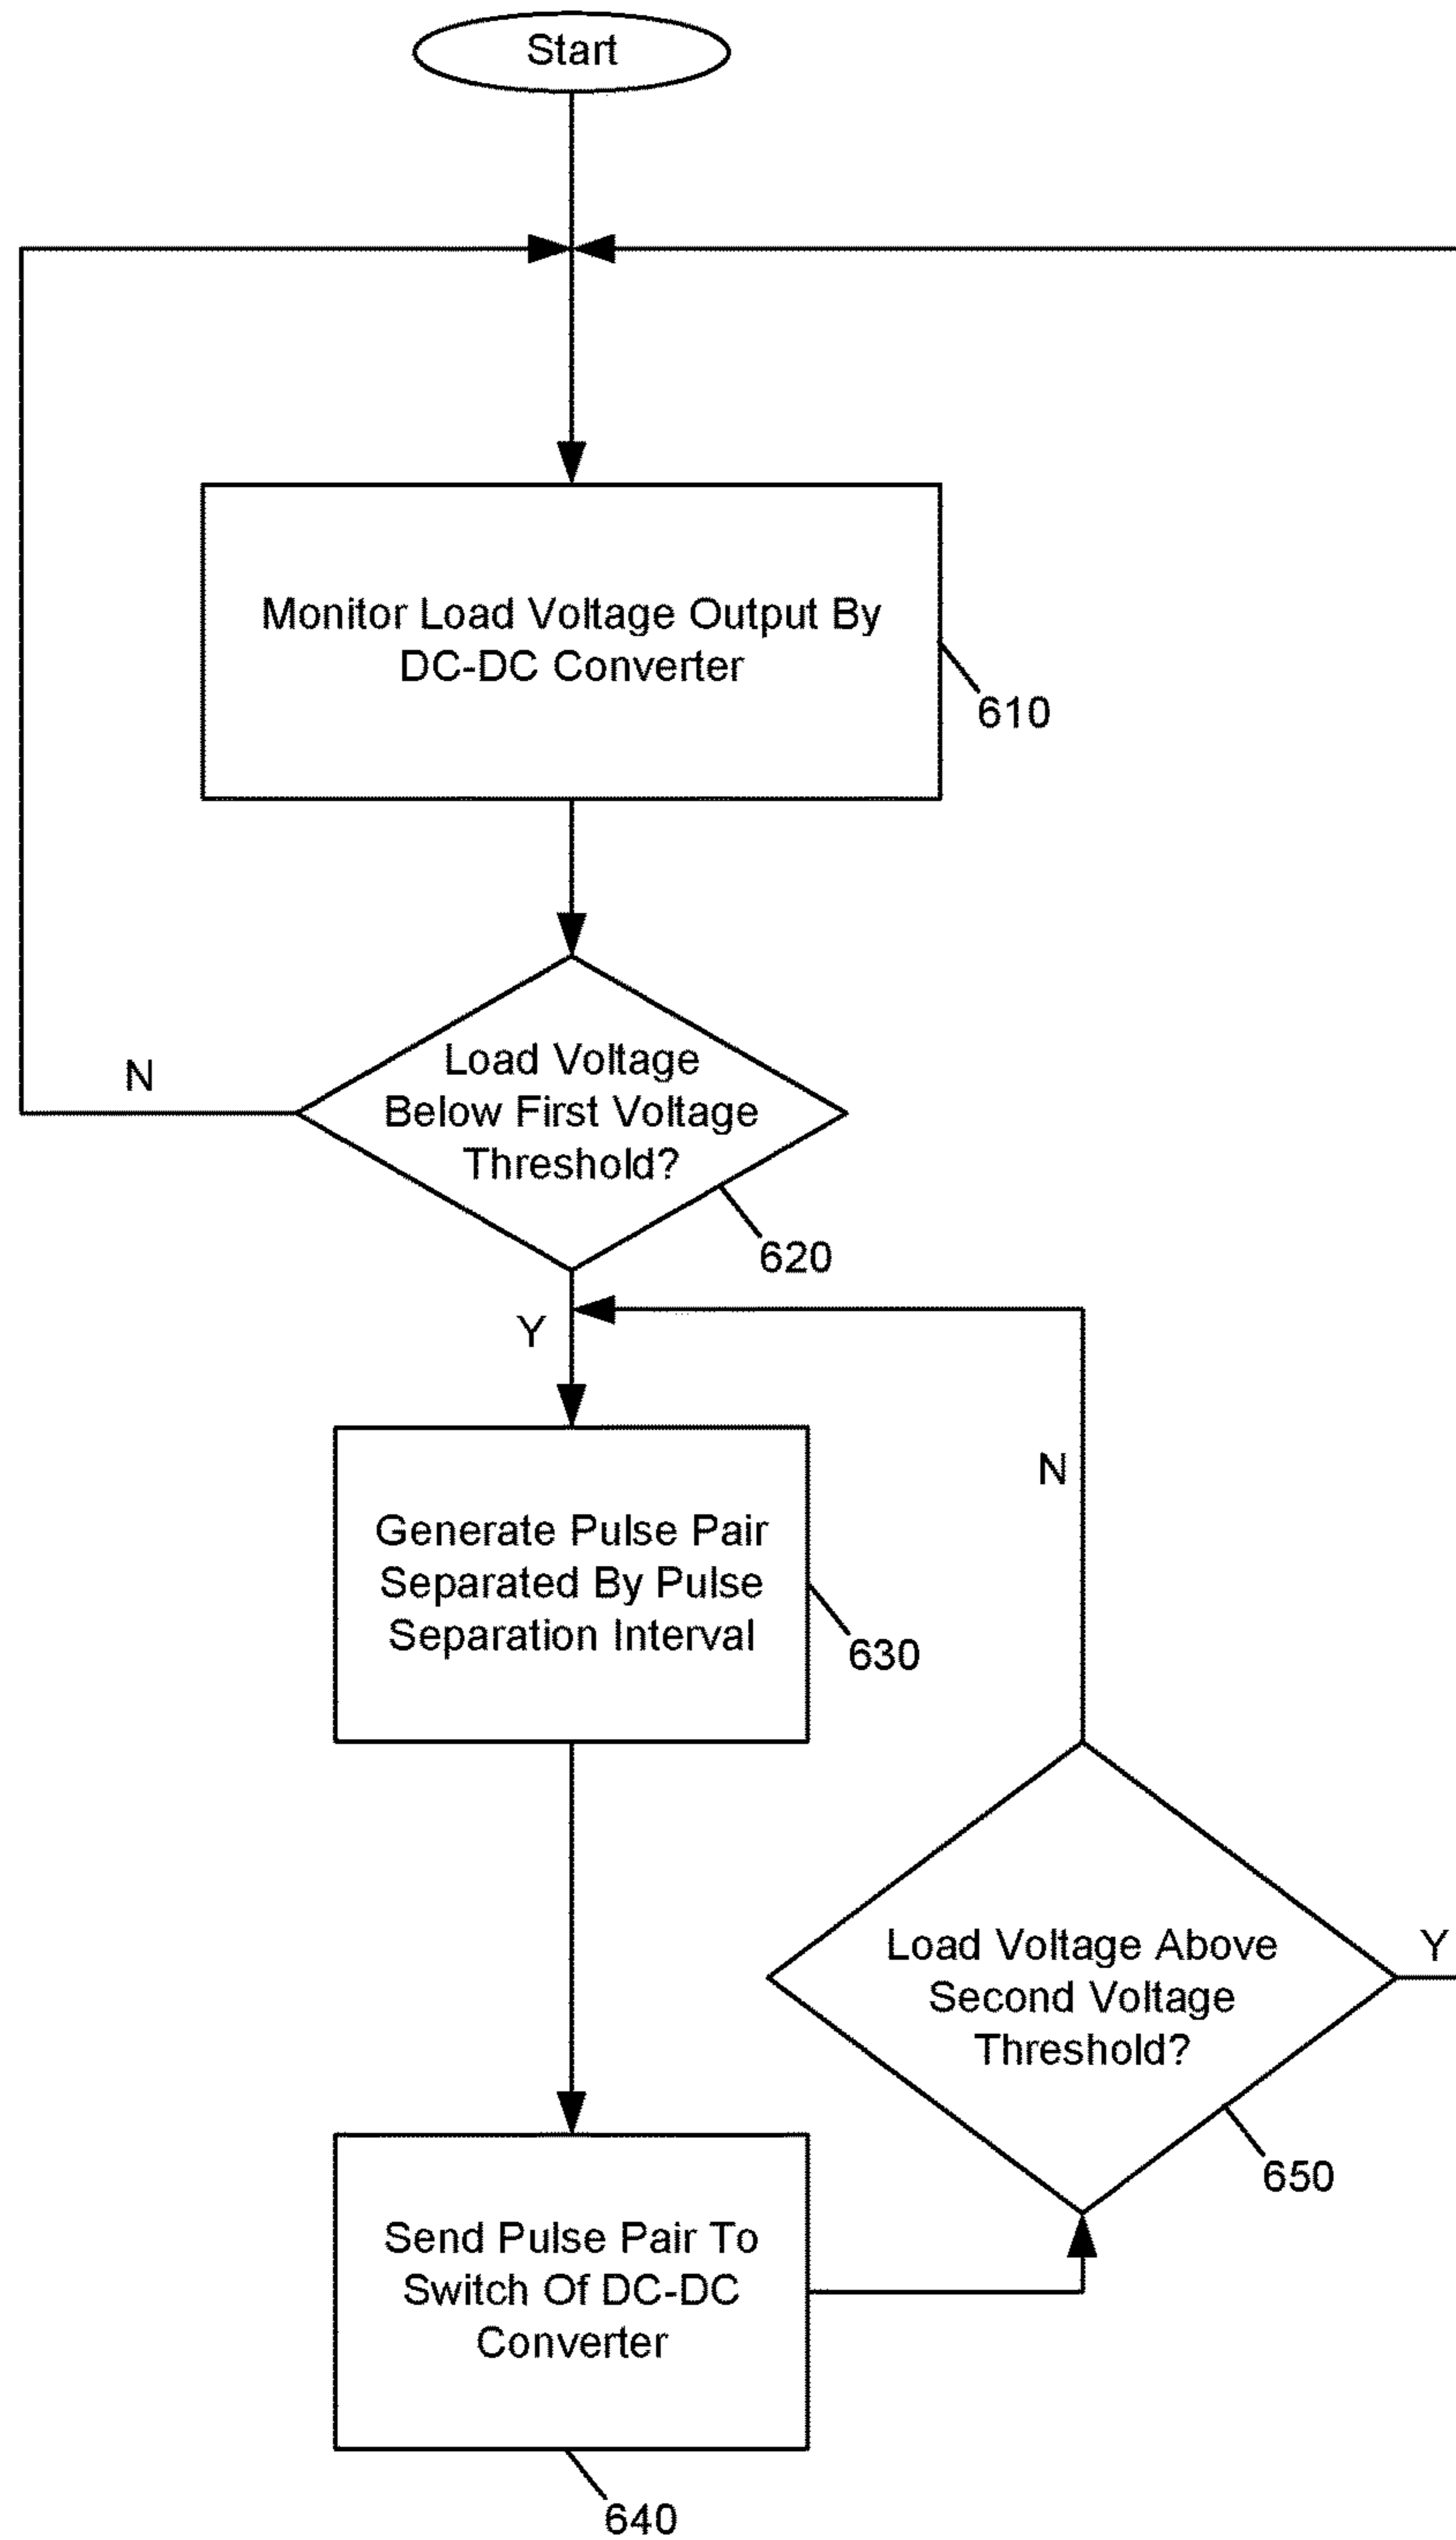 Start
Monitor Load Voltage Output By
DC-DC Converter
610
N
Load Voltage
Below First Voltage
Threshold?
620
Y
N
Generate Pulse Pair
Separated By Pulse
Separation Interval
630
Load Voltage Above
Second Voltage
Threshold?
Y
650
Send Pulse Pair To
Switch Of DC-DC
Converter
640